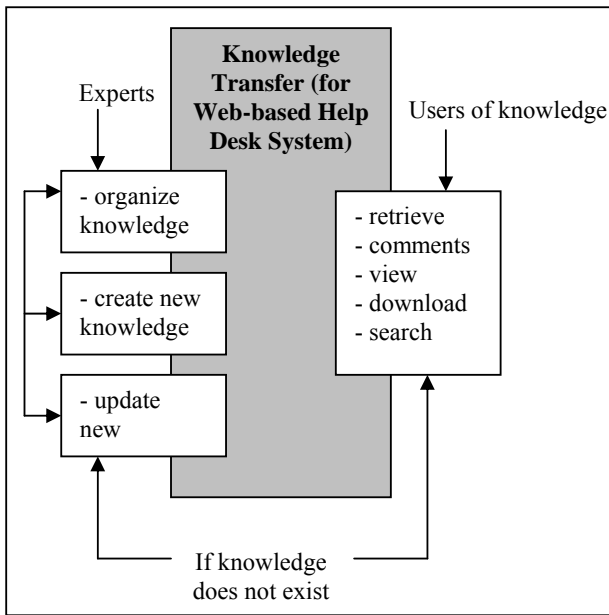 Knowledge
Transfer (for
Web-based Help
Desk System)
Experts
Users of knowledge
- organize
knowledge
- create new
knowledge
- update
new
- retrieve
- comments
- view
- download
- search
If knowledge
does not exist